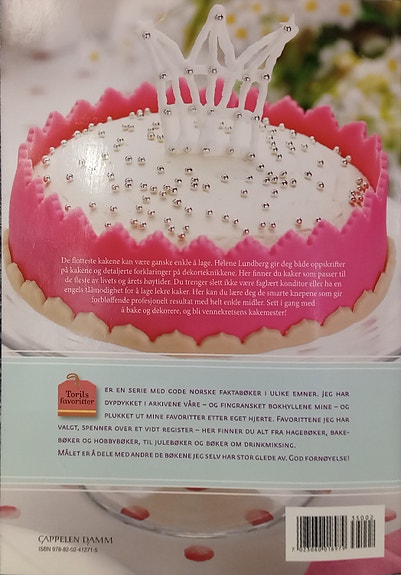 De flotteste kakene kan være ganske enkle å lage. Helene Lundberg gir deg både oppskrifter
på kakene og detaljerte forklaringer på dekorteknikkene. Her finner du kaker som passer til
de fleste av livets og årets høytider. Du trenger slett ikke være faglært konditor eller ha en
engels tålmodighet for å lage lekre kaker. Her kan du lære deg de smarte knepene som gir
forbløffende profesjonelt resultat med helt enkle midler. Sett i gang med
å bake og dekorere, og bli vennekretsens kakemester!
Torils
favoritter
ER EN SERIE MED GODE NORSKE FAKTABØKER I ULIKE EMNER. JEG HAR
DYPDYKKET I ARKIVENE VÅRE – OG FINGRANSKET BOKHYLLENE MINE – OG
PLUKKET UT MINE FAVORITTER ETTER EGET HJERTE. FAVORITTENE JEG HAR
VALGT, SPENNER OVER ET VIDT REGISTER – HER FINNER DU ALT FRA HAGEBØKER, BAKE-
BØKER OG HOBBYBØKER, TIL JULEBØKER OG BØKER OM DRINKMIKSING.
MÅLET ER Å DELE MED ANDRE DE BØKENE JEG SELV HAR STOR GLEDE AV. GOD FORNØYELSE!
CAPPELEN DAMM
ISBN 978-82-02-41271-5
31002